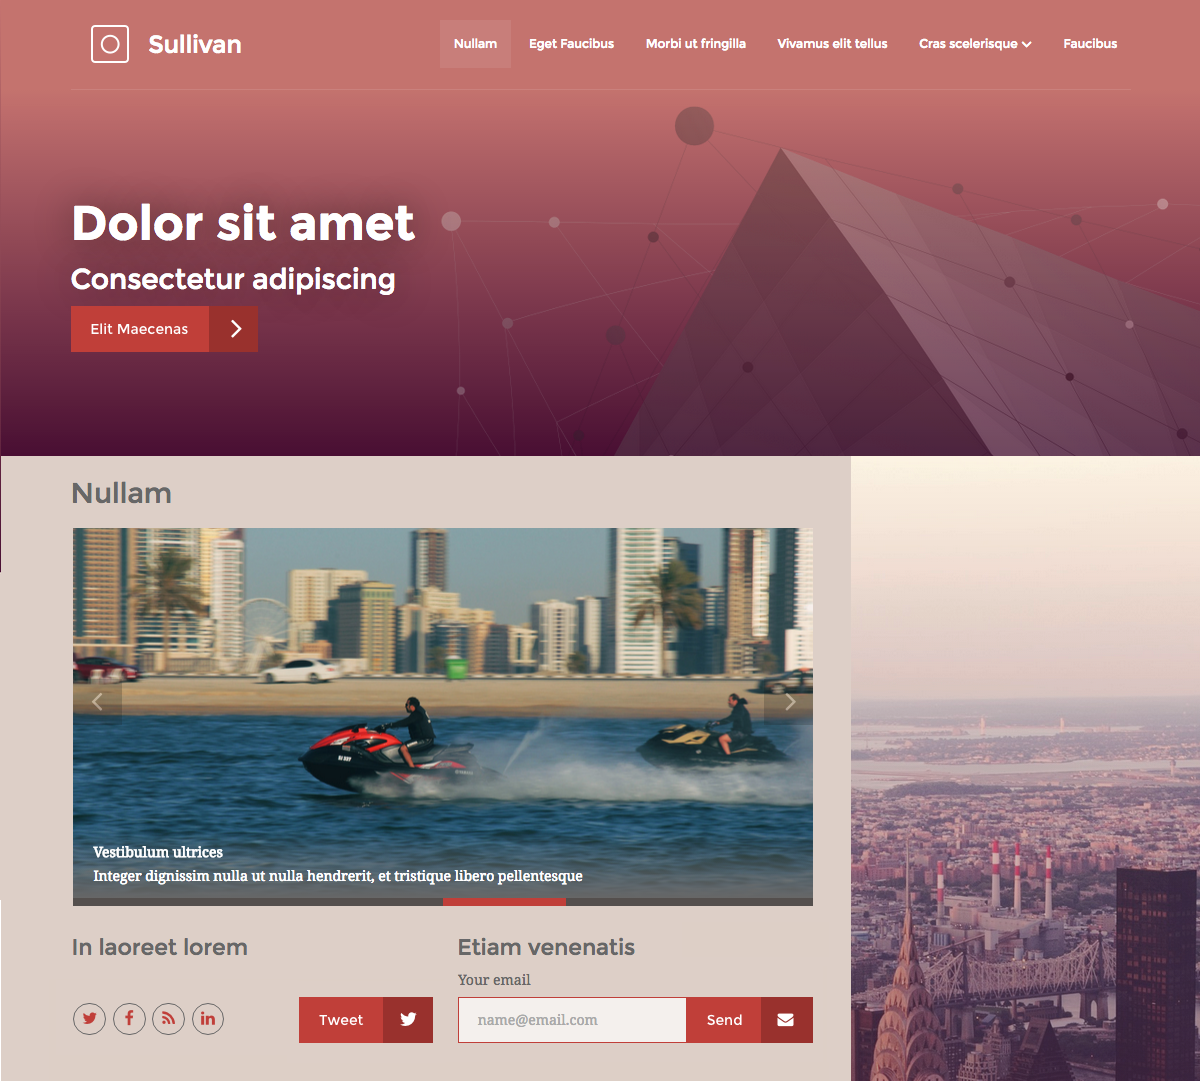 Sullivan
Nullam
Eget Faucibus
Morbi ut fringilla
Vivamus elit tellus
Cras scelerisque
Faucibus
Dolor sit amet
Consectetur adipiscing
Elit Maecenas
Nullam
Vestibulum ultrices
Integer dignissim nulla ut nulla hendrerit, et tristique libero pellentesque
In laoreet lorem
Etiam venenatis
Your email
Tweet
name@email.com
Send